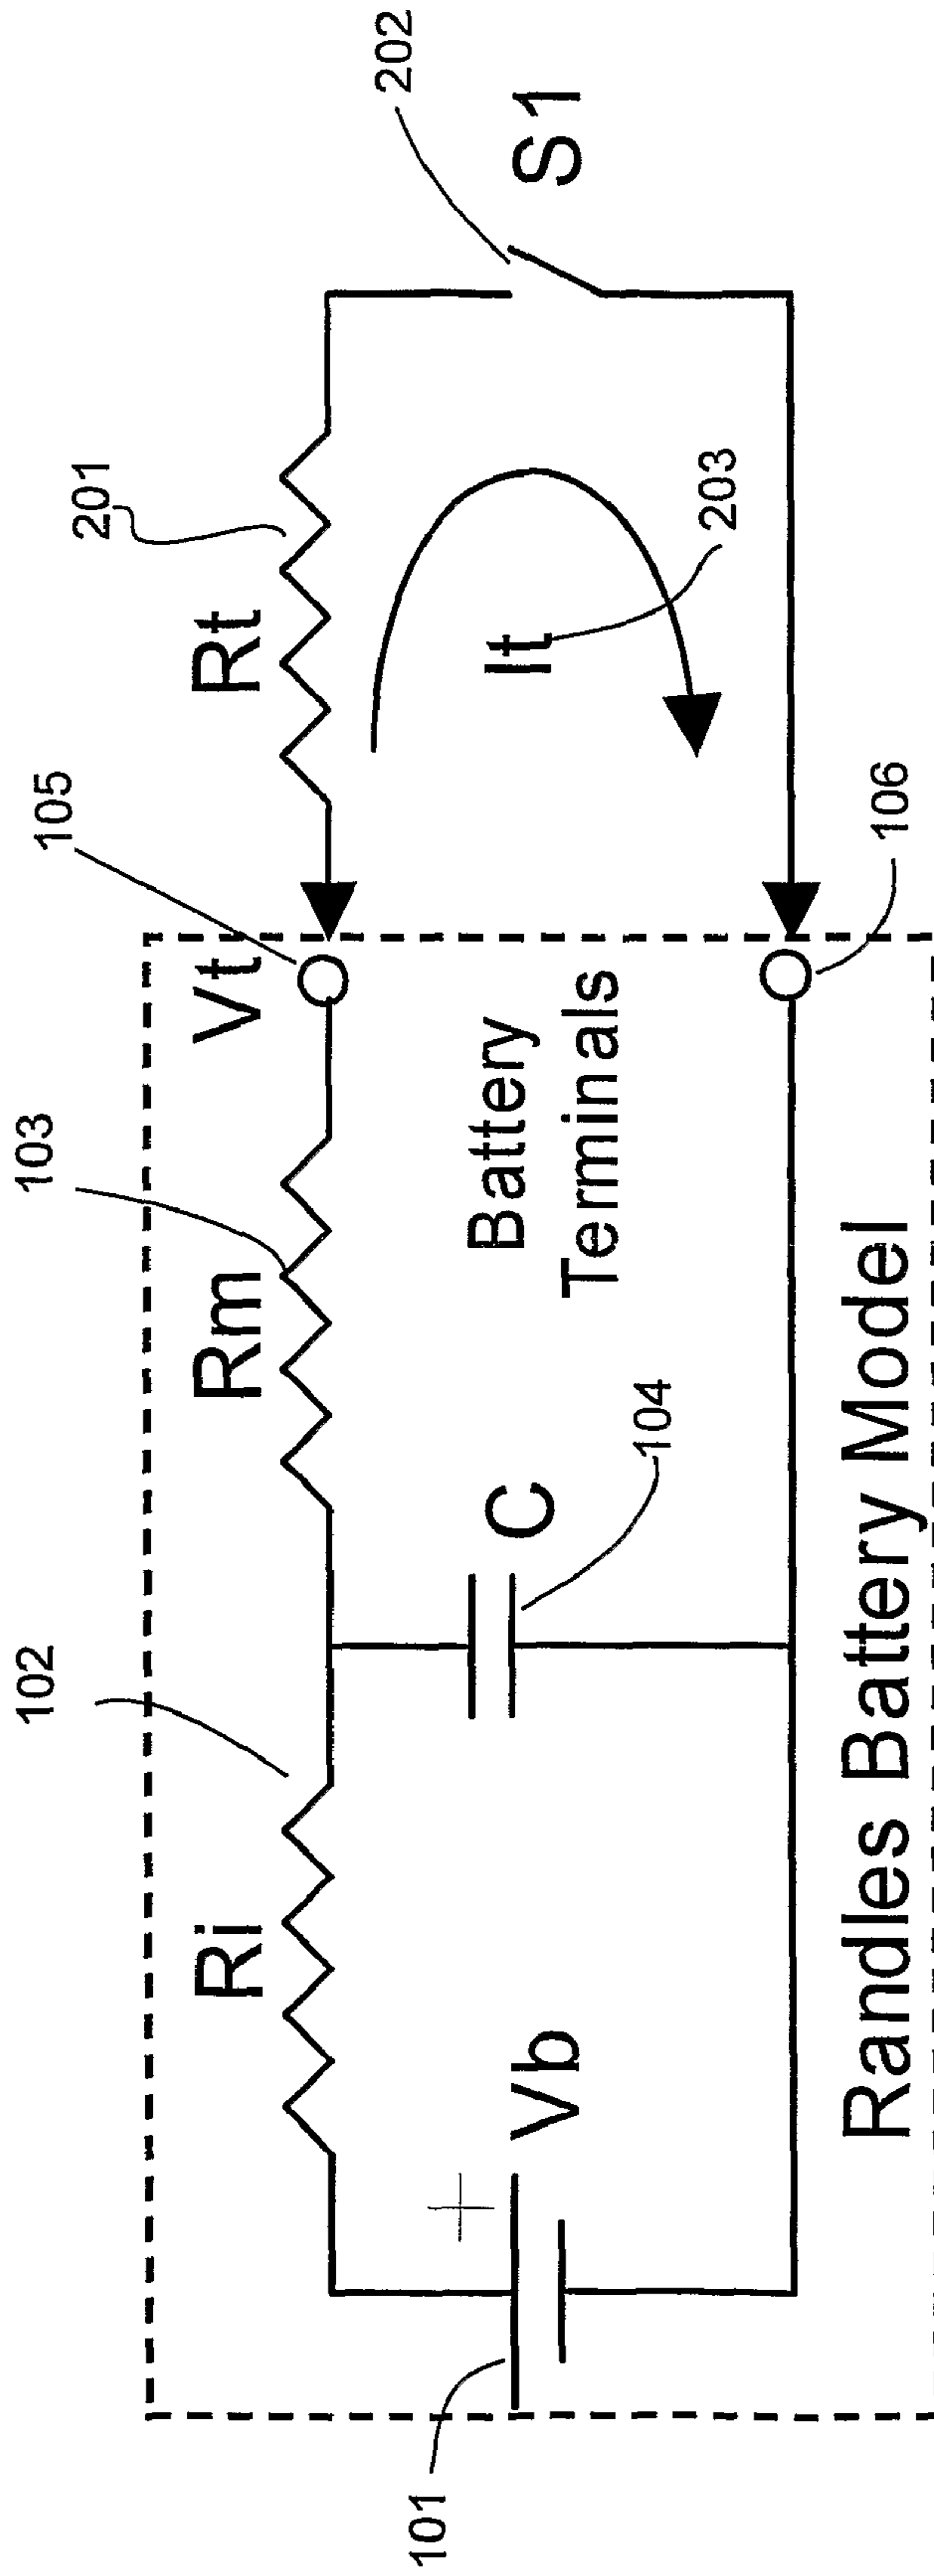 102
103
105
201
202
Ri
Rm
Vt
Rt
+
Vb
C
Battery
Terminals
It
S1
101
104
203
106
Randles Battery Model